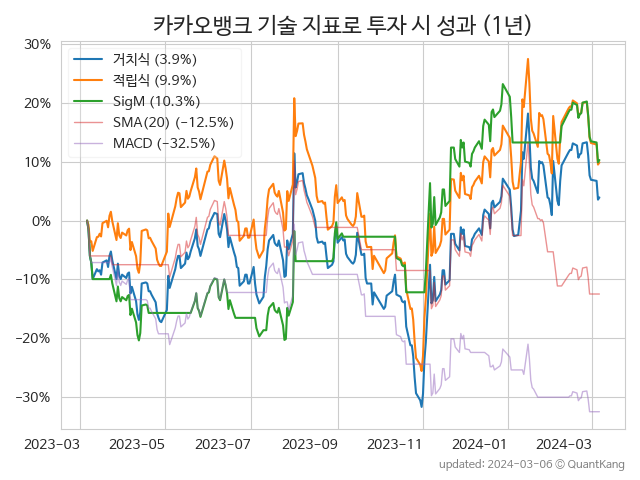 카카오뱅크 기술 지표로 투자 시 성과 (1년)
거치식 (3.9%)
적립식 (9.9%)
SigM (10.3%)
SMA(20) (−12.5%)
MACD (−32.5%)
30%
20%
10%
0%
−10%
−20%
−30%
2023-03 2023-05 2023-07 2023-09 2023-11 2024-01 2024-03
updated: 2024-03-06 ⓒ QuantKang